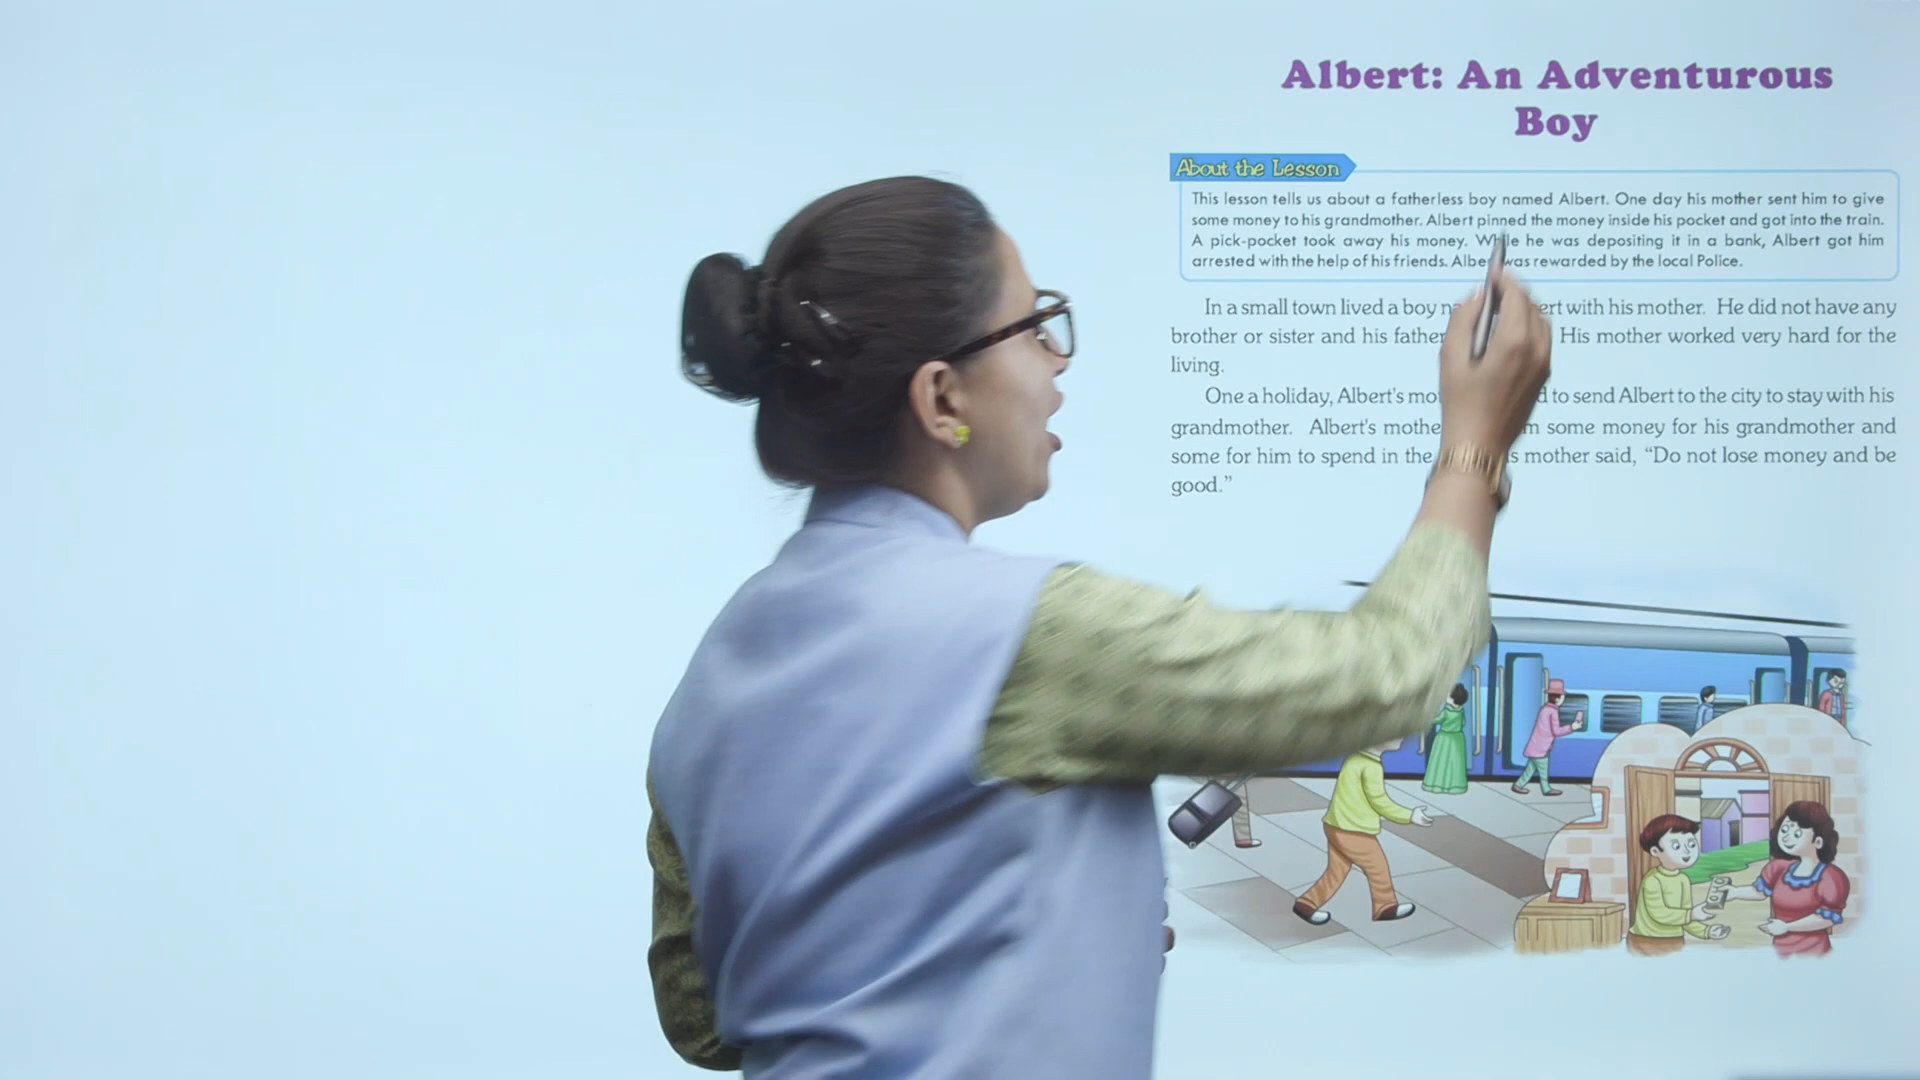 Albert: An Adventurous
Boy
About the Lesson
This lesson tells us about a fatherless boy named Albert. One day his mother sent him to give
some money to his grandmother. Albert pinned the money inside his pocket and got into the train.
A pick-pocket took away his money. While he was depositing it in a bank, Albert got him
arrested with the help of his friends. Albert was rewarded by the local Police.
In a small town lived a boy with his mother. He did not have any
brother or sister and his father His mother worked very hard for the
living.
One a holiday, Albert's to send Albert to the city to stay with his
grandmother. Albert's some money for his grandmother and
some for him to spend in the mother said, “Do not lose money and be
good.”